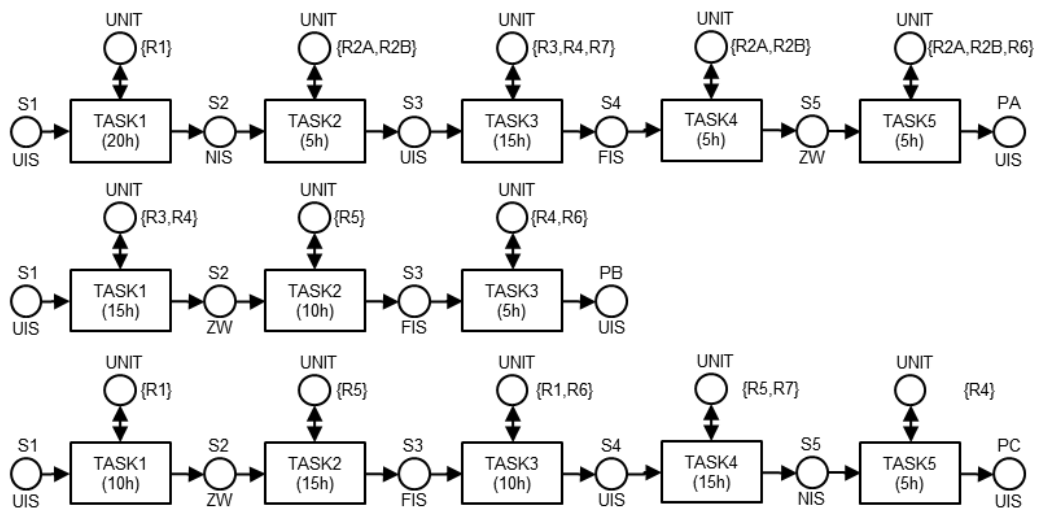 UNIT UNIT UNIT UNIT UNIT
{R1} {R2A,R2B} {R3,R4,R7} {R2A,R2B} {R2A,R2B,R6}
S1 S2 S3 S4 S5 PA
TASK1 TASK2 TASK3 TASK4 TASK5
(20h) (5h) (15h) (5h) (5h)
UIS NIS UIS FIS ZW UIS
UNIT UNIT UNIT
{R3,R4} {R5} {R4,R6}
S1 S2 S3 PB
TASK1 TASK2 TASK3
(15h) (10h) (5h)
UIS ZW FIS UIS
UNIT UNIT UNIT UNIT UNIT
{R1} {R5} {R1,R6} {R5,R7} {R4}
S1 S2 S3 S4 S5 PC
TASK1 TASK2 TASK3 TASK4 TASK5
(10h) (15h) (10h) (15h) (5h)
UIS ZW FIS UIS NIS UIS